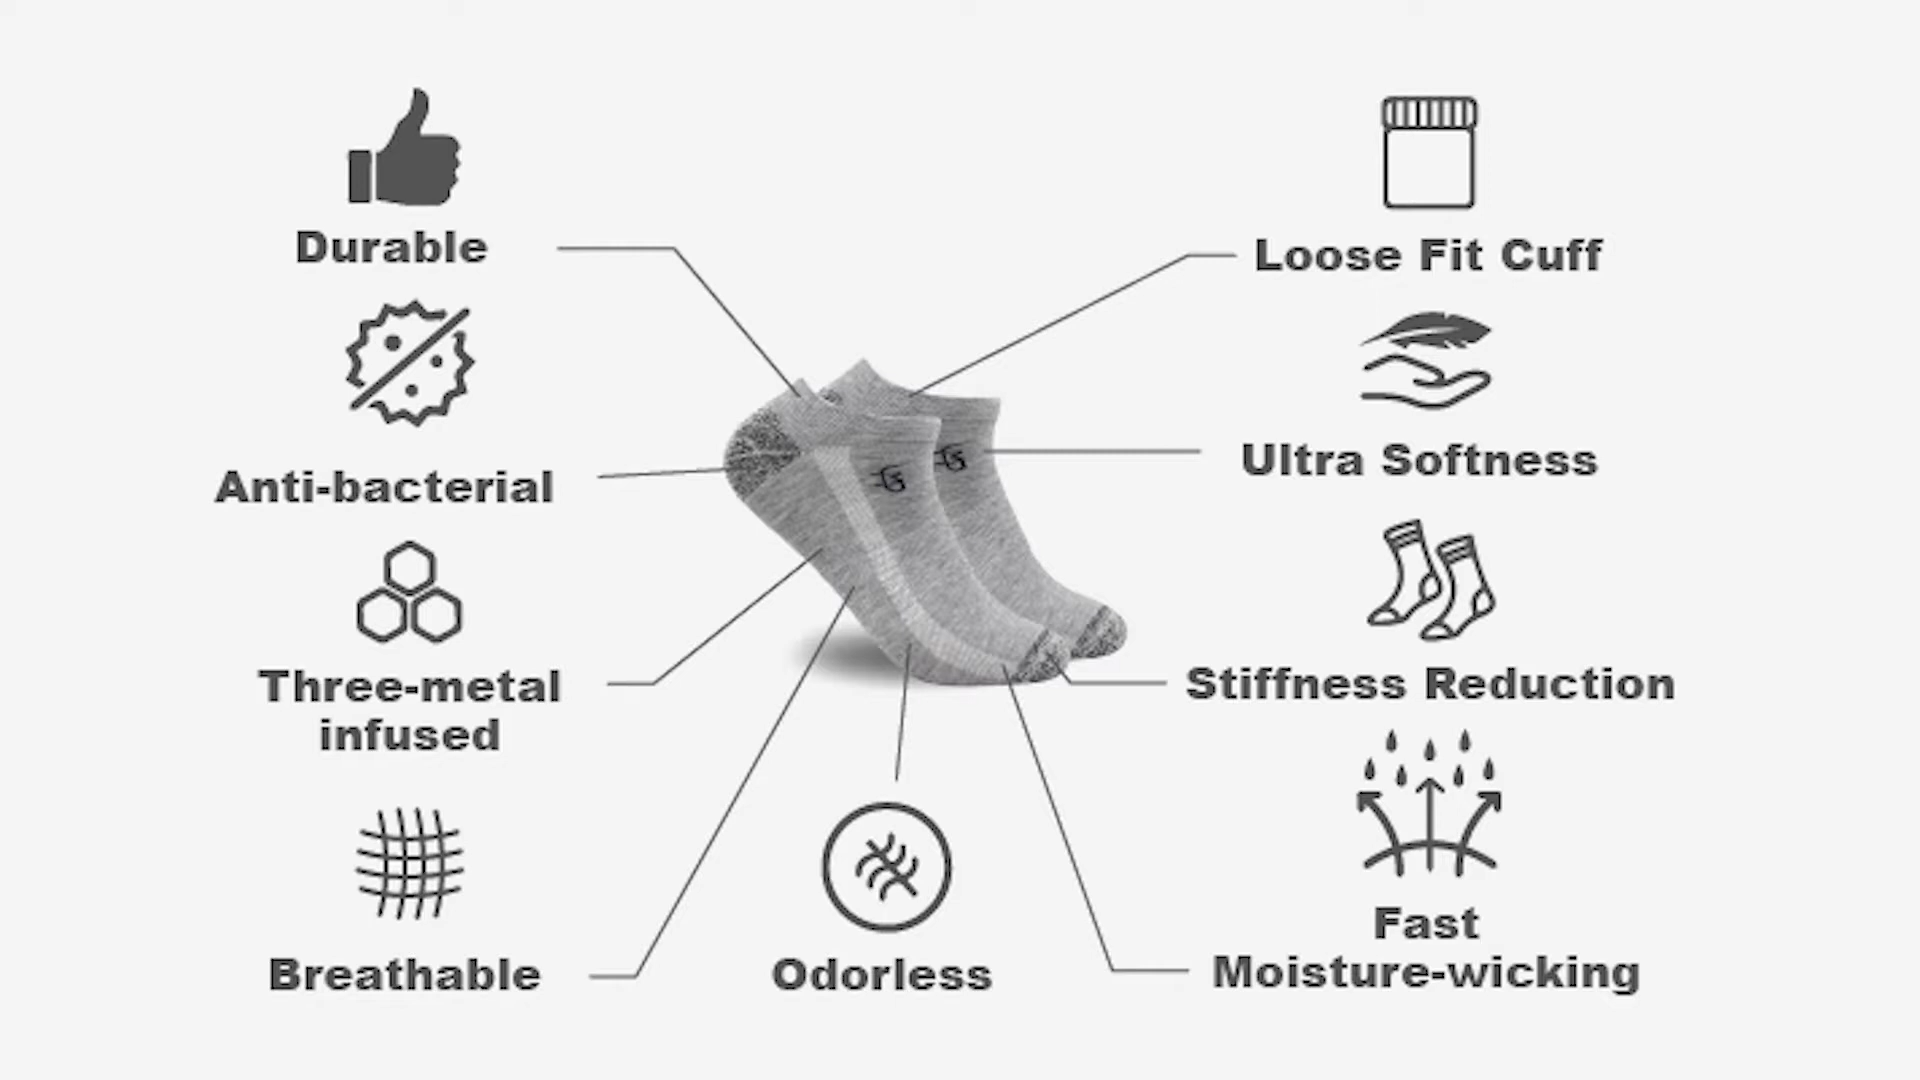 Durable
Anti-bacterial
Three-metal
infused
Breathable
Odorless
Loose Fit Cuff
Ultra Softness
Stiffness Reduction
Fast
Moisture-wicking